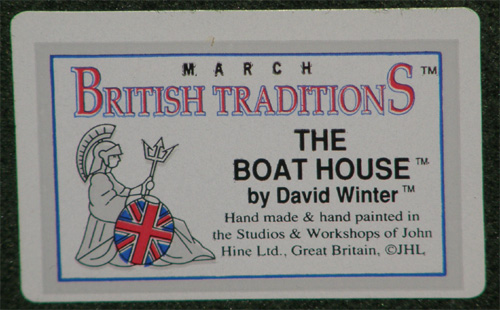 MARCH
BRITISH TRADITIONS™
THE
BOAT HOUSE™
by David Winter™
Hand made & hand painted in
the Studios & Workshops of John
Hine Ltd., Great Britain, ©JHL,